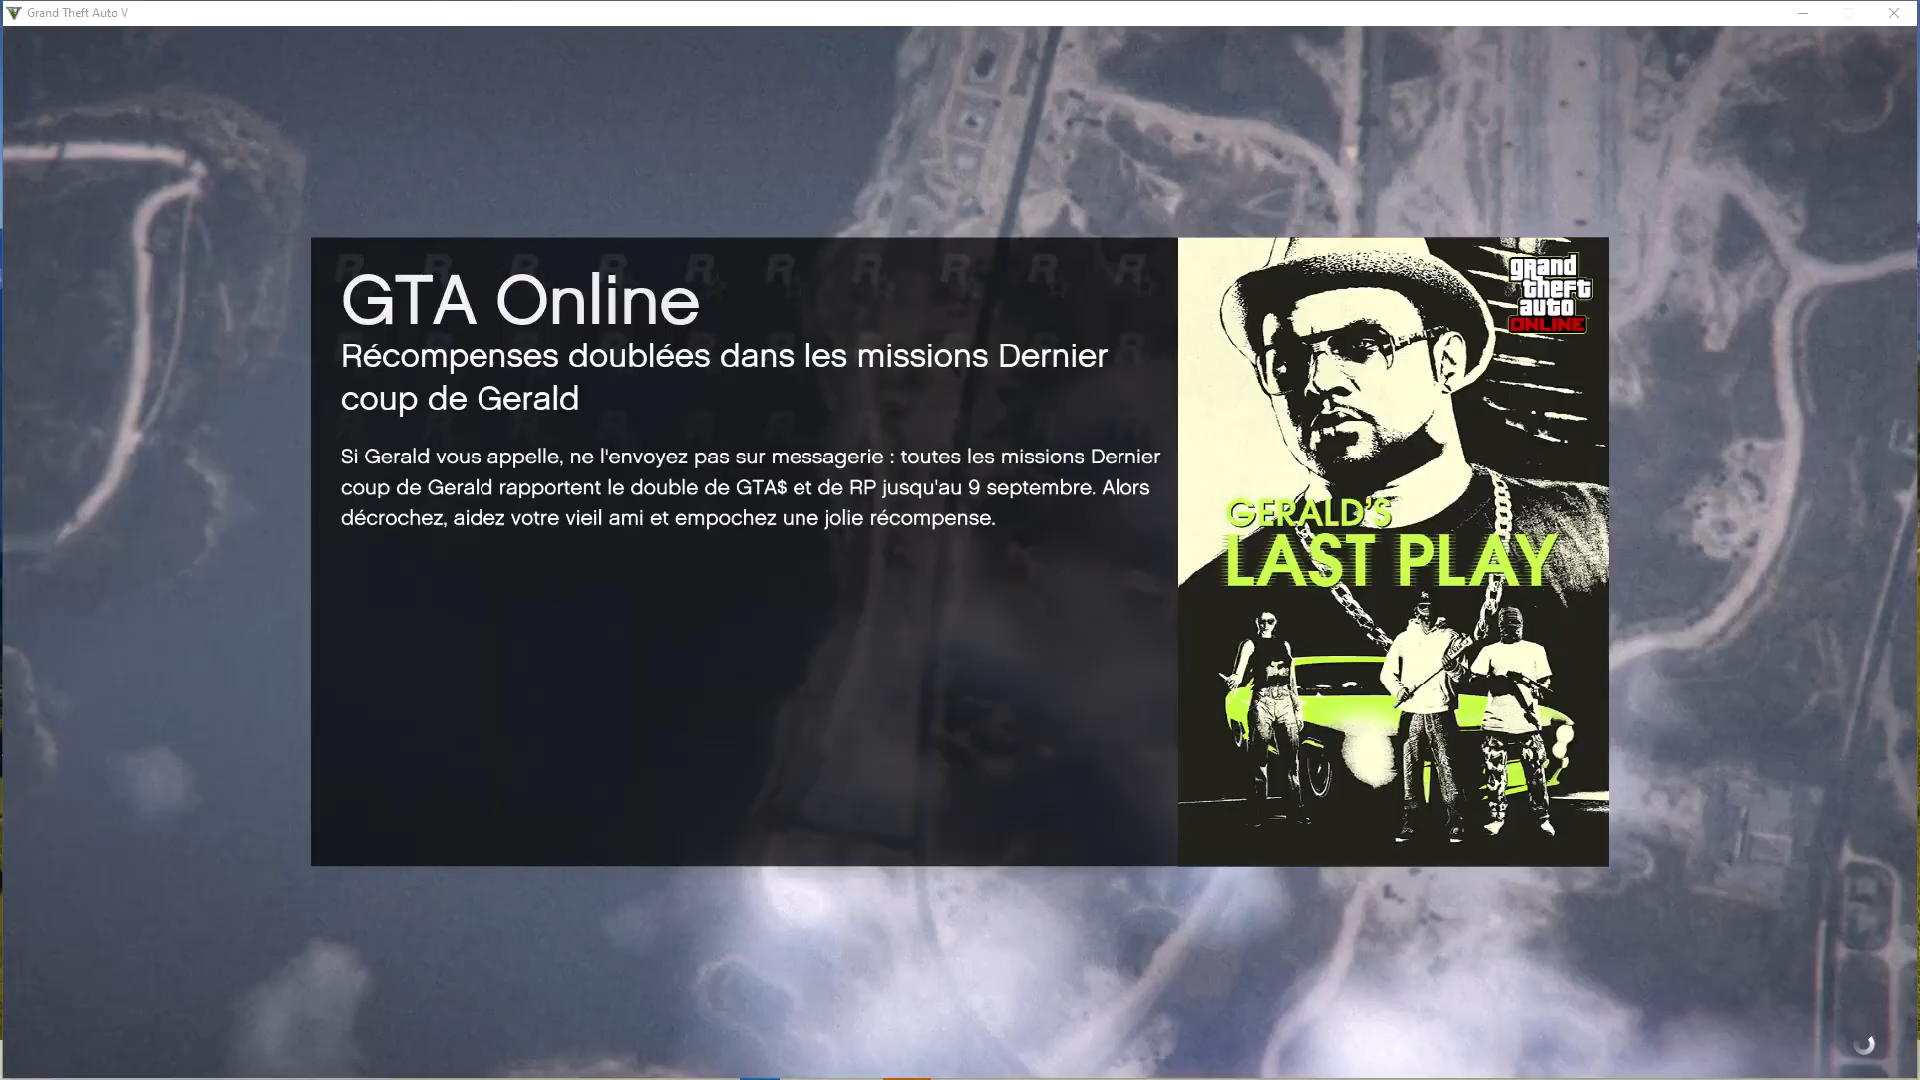 Grand Theft Auto V
GTA Online
Récompenses doublées dans les missions Dernier
coup de Gerald
Si Gerald vous appelle, ne l'envoyez pas sur messagerie : toutes les missions Dernier
coup de Gerald rapportent le double de GTA$ et de RP jusqu'au 9 septembre. Alors
décrochez, aidez votre vieil ami et empochez une jolie récompense.
grand
theft
auto
ONLINE
GERALD'S
LAST PLAY